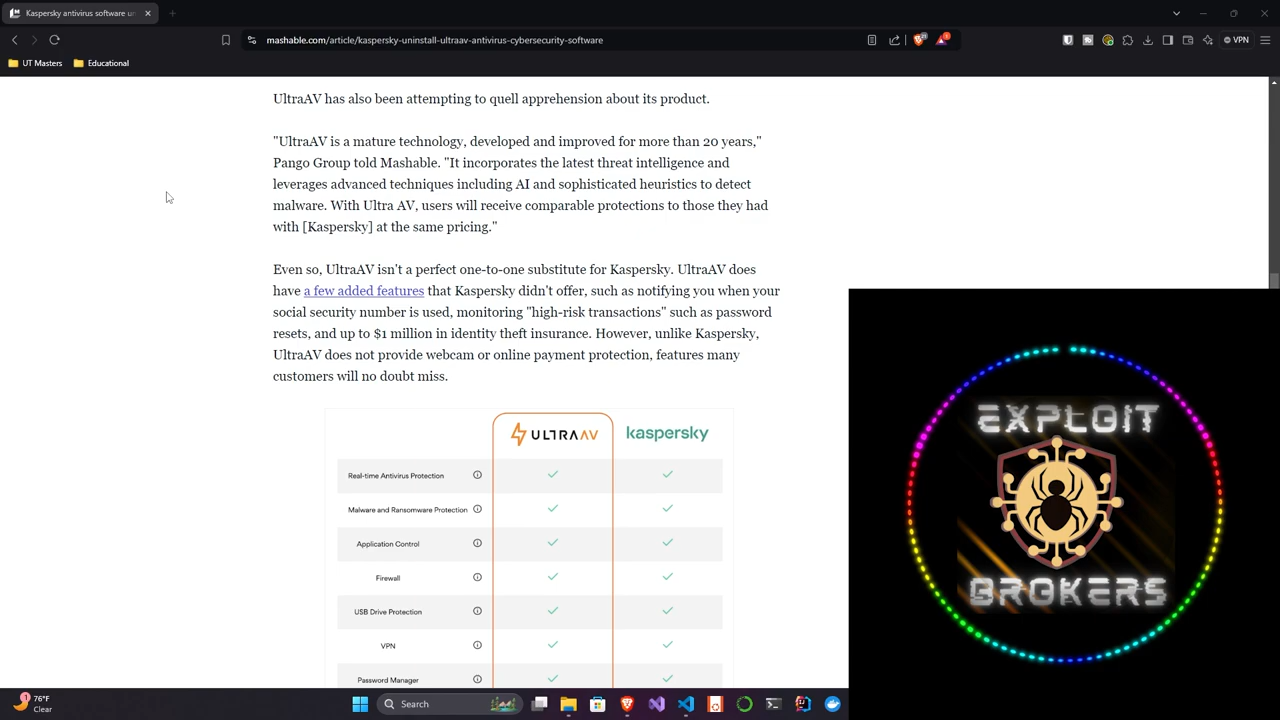 Kaspersky antivirus software un
mashable.com/article/kaspersky-uninstall-ultraav-antivirus-cybersecurity-software
VPN
UT Masters
Educational
UltraAV has also been attempting to quell apprehension about its product.
"UltraAV is a mature technology, developed and improved for more than 20 years,"
Pango Group told Mashable. "It incorporates the latest threat intelligence and
leverages advanced techniques including AI and sophisticated heuristics to detect
malware. With Ultra AV, users will receive comparable protections to those they had
with [Kaspersky] at the same pricing."
Even so, UltraAV isn't a perfect one-to-one substitute for Kaspersky. UltraAV does
have a few added features that Kaspersky didn't offer, such as notifying you when your
social security number is used, monitoring "high-risk transactions" such as password
resets, and up to $1 million in identity theft insurance. However, unlike Kaspersky,
UltraAV does not provide webcam or online payment protection, features many
customers will no doubt miss.
ULTRAAV kaspersky
Real-time Antivirus Protection
Malware and Ransomware Protection
Application Control
Firewall
USB Drive Protection
VPN
Password Manager
EXPLOIT
BROKERS
1
76°F
Clear
Search